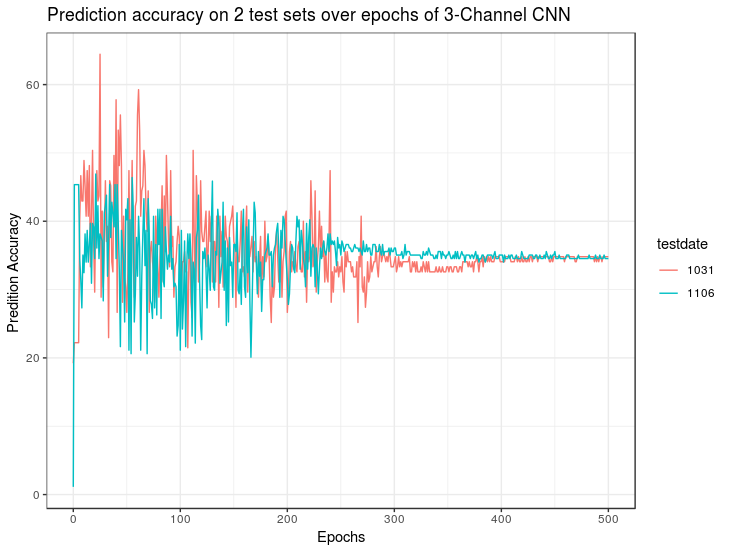 Prediction accuracy on 2 test sets over epochs of 3-Channel CNN
Predition Accuracy
60
40
20
0
0 100 200 300 400 500
Epochs
testdate
1031
1106